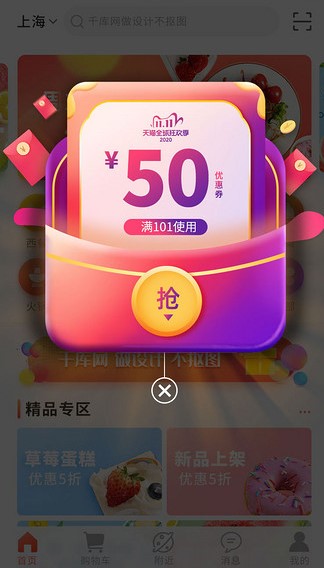 上海
千库网做设计不抠图
11.11
天猫全球狂欢季
2020
¥50
优惠券
满101使用
抢
千库网 做设计 不抠图
精品专区
...
草莓蛋糕
优惠5折
新品上架
优惠5折
首页
购物车
附近
消息
我的